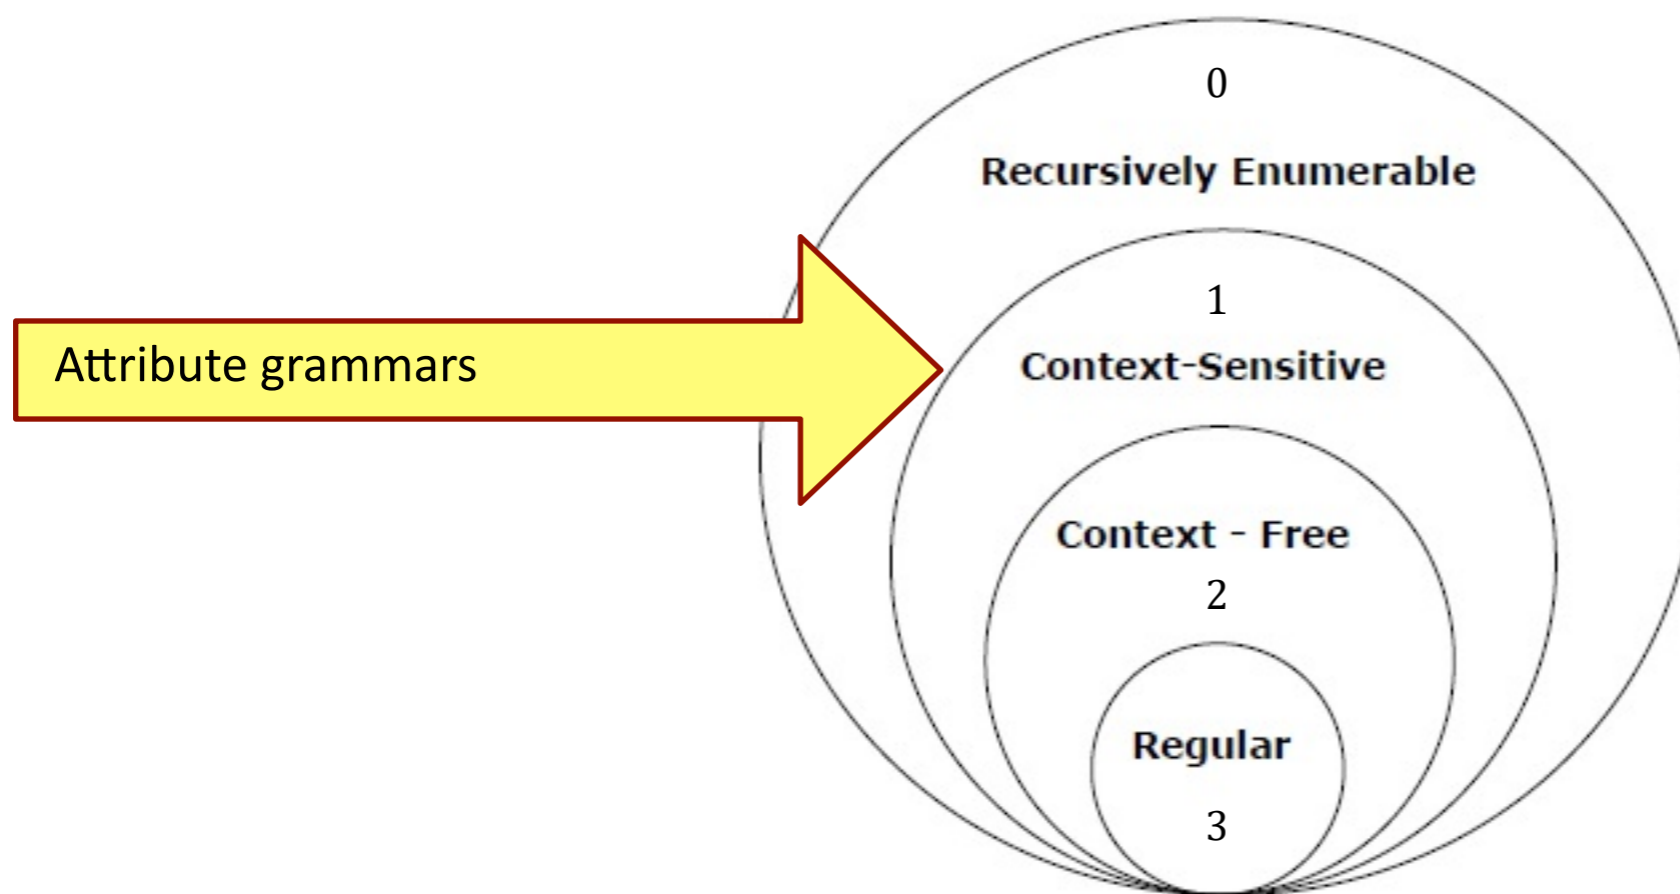 0
Recursively Enumerable
1
Attribute grammars
Context-Sensitive
Context - Free
2
Regular
3